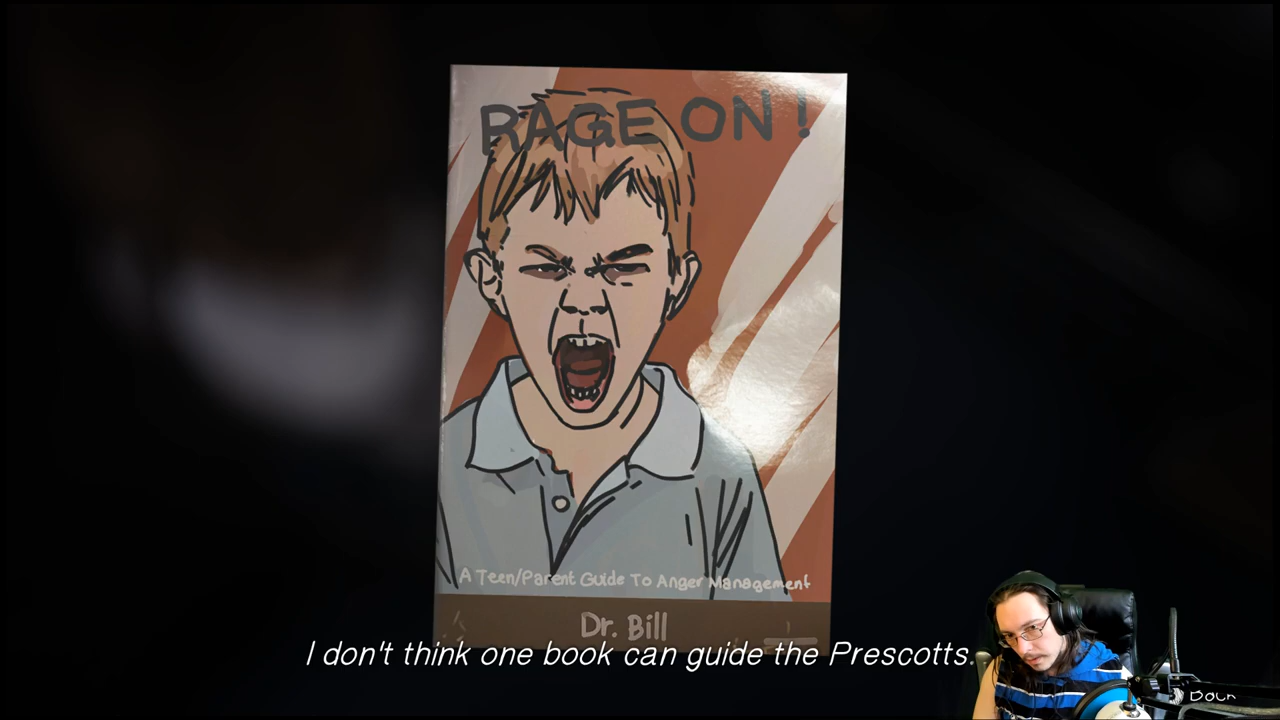 RAGE ON!
A Teen/Parent Guide To Anger Management
Dr. Bill
I don't think one book can guide the Prescotts.